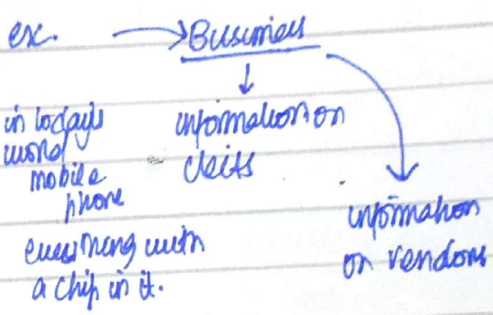 ex. → Business
information on
clients
in today's
world
mobile
phone
everything with
a chip in it.
information
on vendors